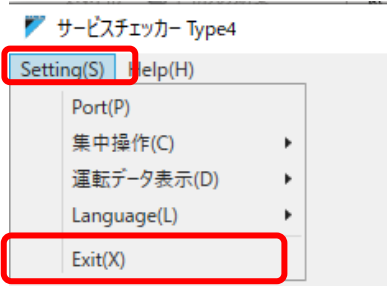 サービスチェッカー Type4
Setting(S) Help(H)
Port(P)
集中操作(C)
運転データ表示(D)
Language(L)
Exit(X)